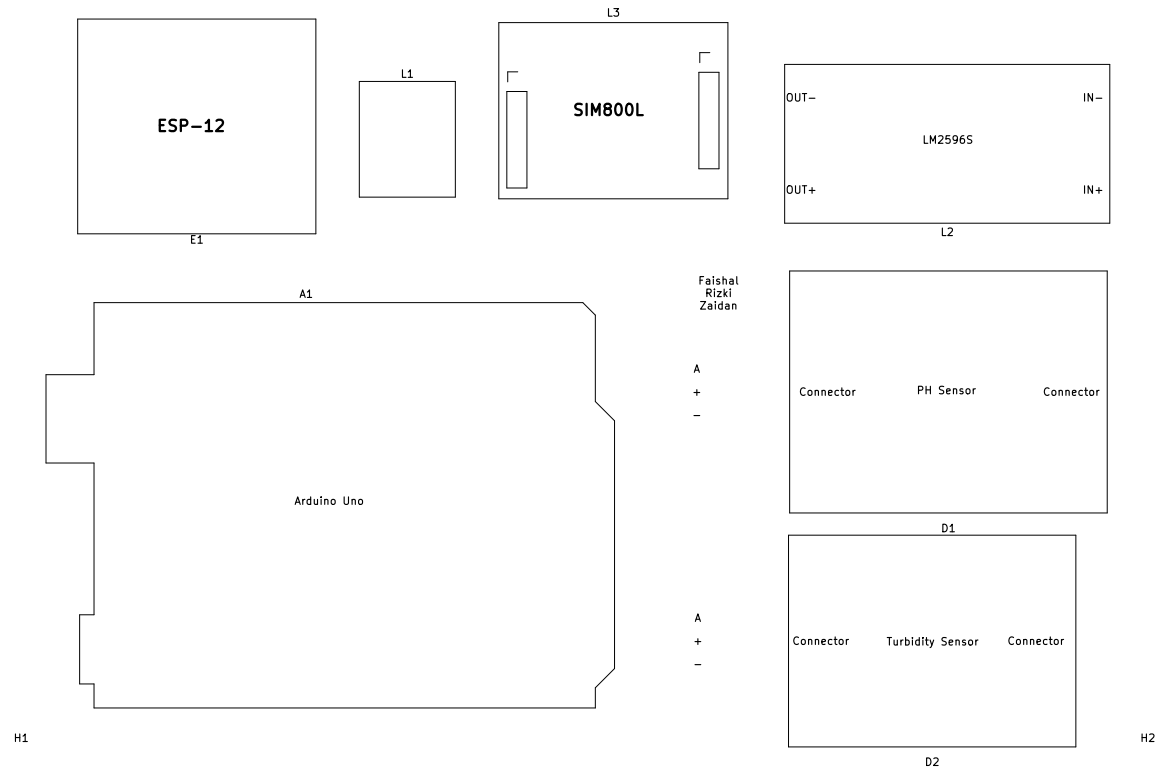 L3
L1
ESP-12
SIM800L
OUT-
IN-
LM2596S
OUT+
IN+
E1
L2
A1
Faishal
Rizki
Zaidan
A
+
-
Connector
PH Sensor
Connector
Arduino Uno
D1
A
+
-
Connector
Turbidity Sensor
Connector
H1
H2
D2